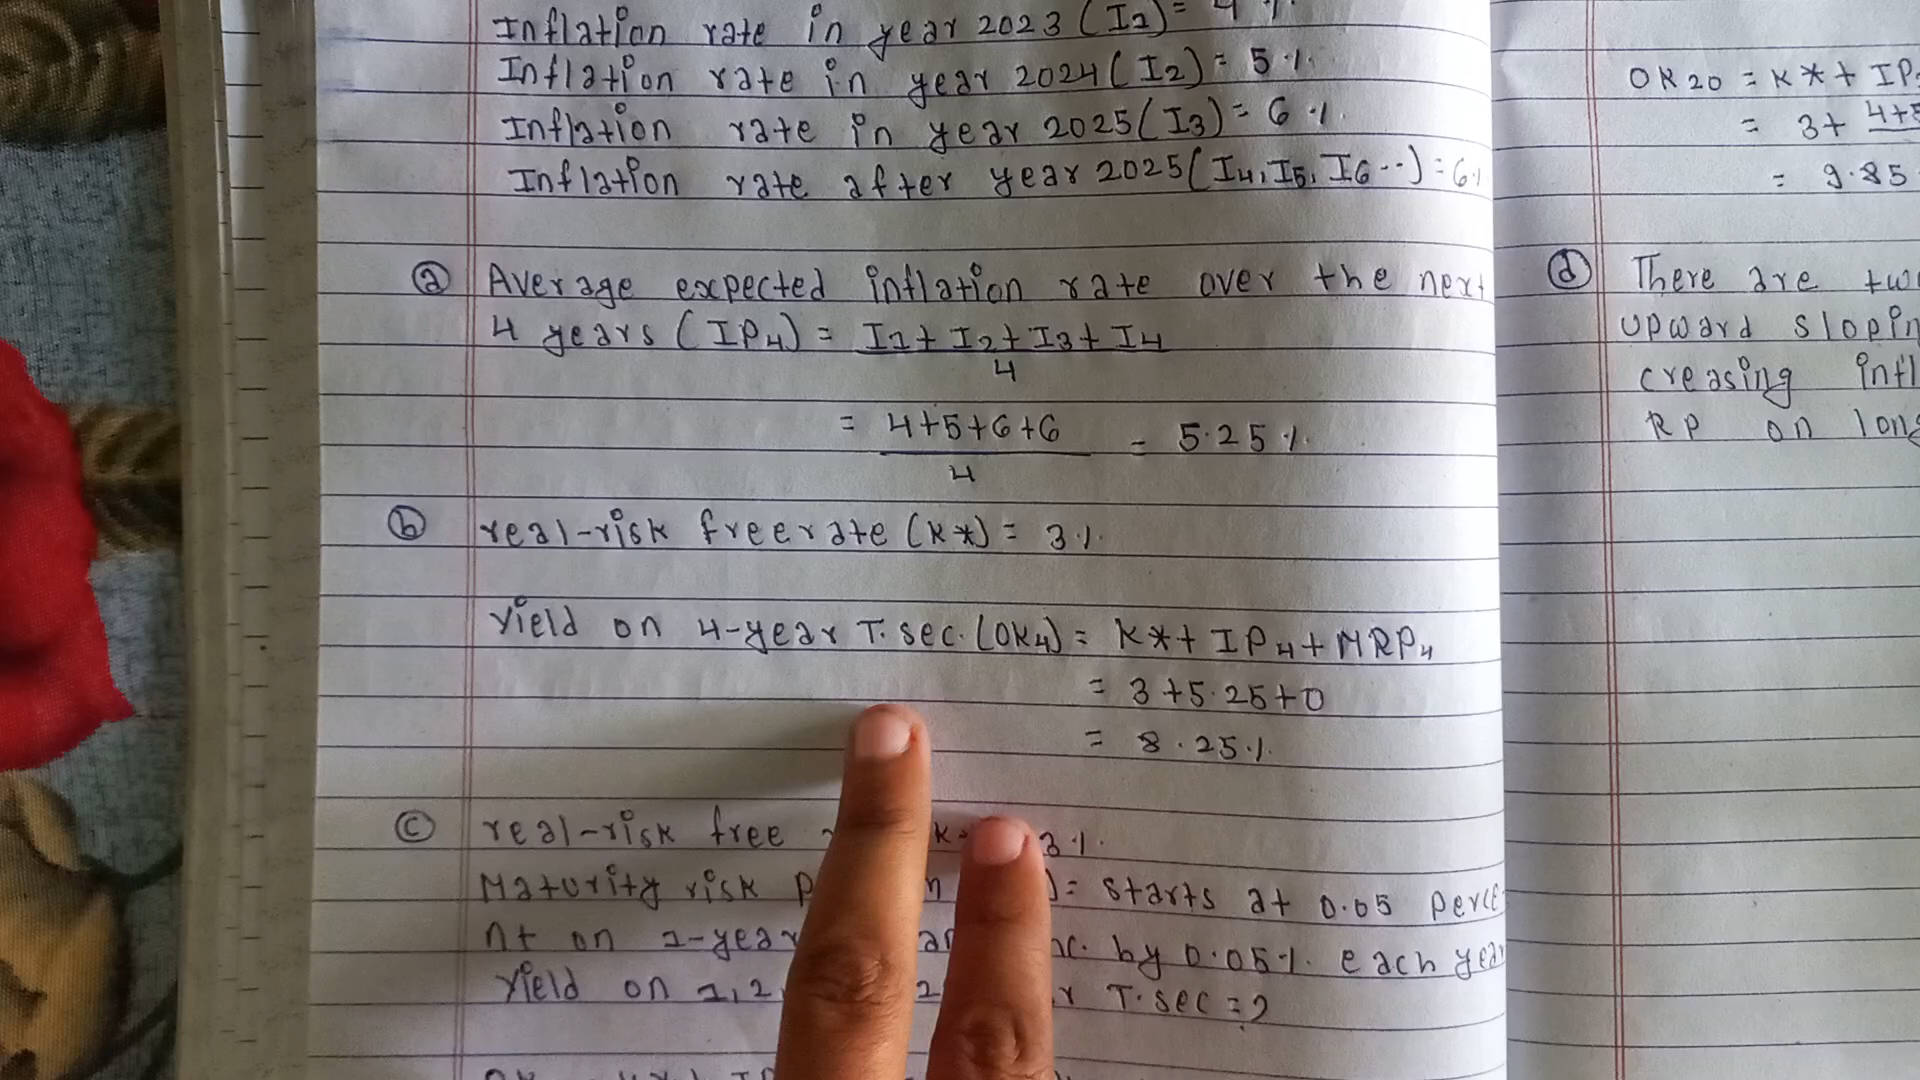 Inflation rate in year 2023 (I1) = 4%
Inflation rate in year 2024 (I2) = 5%
Inflation rate in year 2025 (I3) = 6%
Inflation rate after year 2025 (I4, I5, I6 --) = 6%
(a) Average expected inflation rate over the next
4 years (IP4) = I1 + I2 + I3 + I4
4
= 4+5+6+6 = 5.25%
4
(b) real-risk free rate (K*) = 3%
Yield on 4-year T. sec. (OK4) = K* + IP4 + MRP4
= 3 + 5.25 + 0
= 8.25%
(c) real-risk free 3%
Maturity risk = starts at 0.05 perce
nt on 1-year by 0.05% each year
Yield on 1, 2, T. sec = ?
OK20 = K* + IP
= 3 +
= 9.85
(d) There are
upward
creasing
RP on